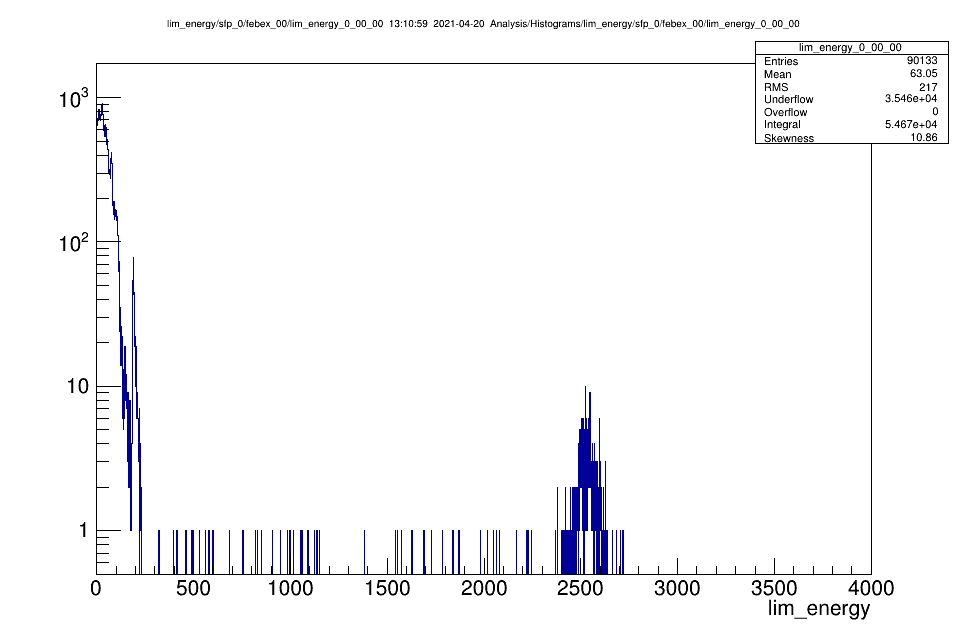 lim_energy/sfp_0/febex_00/lim_energy_0_00_00 13:10:59 2021-04-20 Analysis/Histograms/lim_energy/sfp_0/febex_00/lim_energy_0_00_00
lim_energy_0_00_00
Entries 90133
Mean 63.05
RMS 217
Underflow 3.546e+04
Overflow 0
Integral 5.467e+04
Skewness 10.86
10³
10²
10
1
0 500 1000 1500 2000 2500 3000 3500 4000
lim_energy